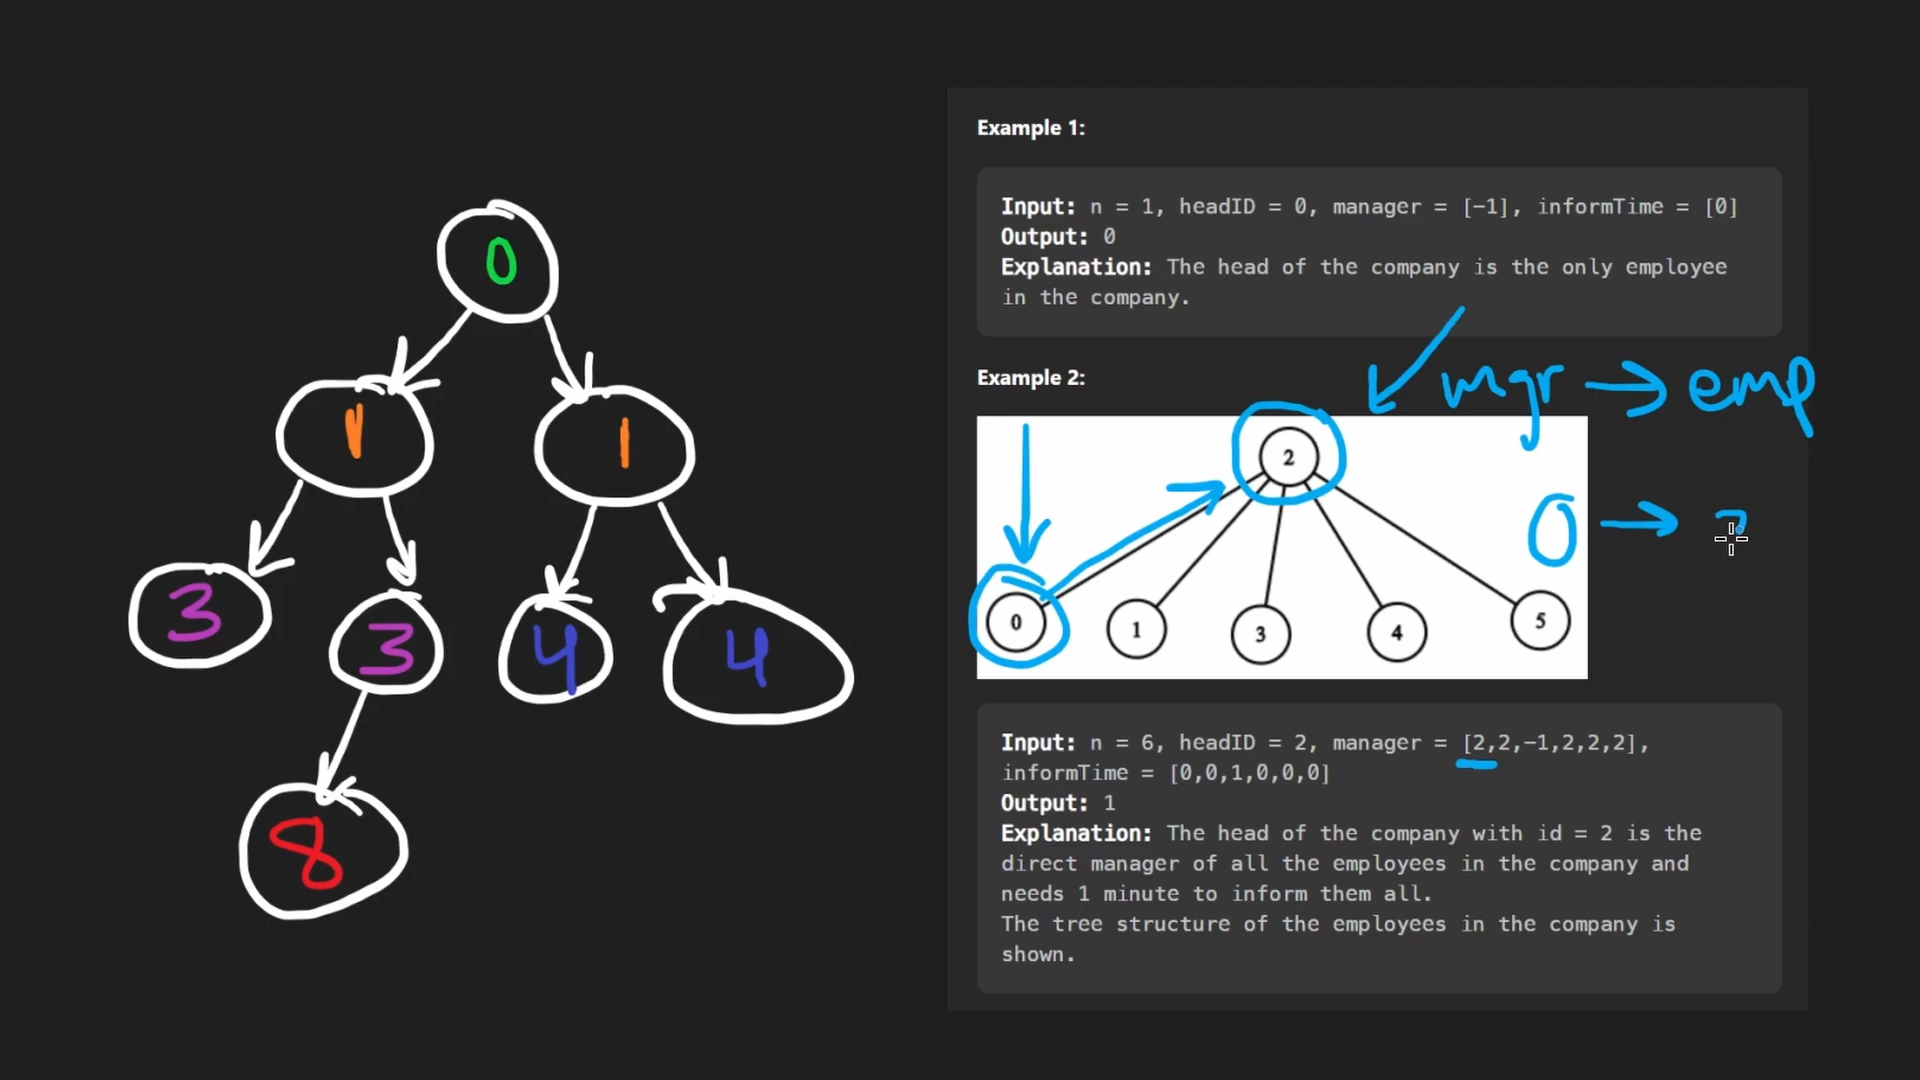 0
1 1
3 3 4 4
8
Example 1:
Input: n = 1, headID = 0, manager = [-1], informTime = [0]
Output: 0
Explanation: The head of the company is the only employee
in the company.
Example 2:
mgr → emp
2
0 →
0 1 3 4 5
Input: n = 6, headID = 2, manager = [2,2,-1,2,2,2],
informTime = [0,0,1,0,0,0]
Output: 1
Explanation: The head of the company with id = 2 is the
direct manager of all the employees in the company and
needs 1 minute to inform them all.
The tree structure of the employees in the company is
shown.